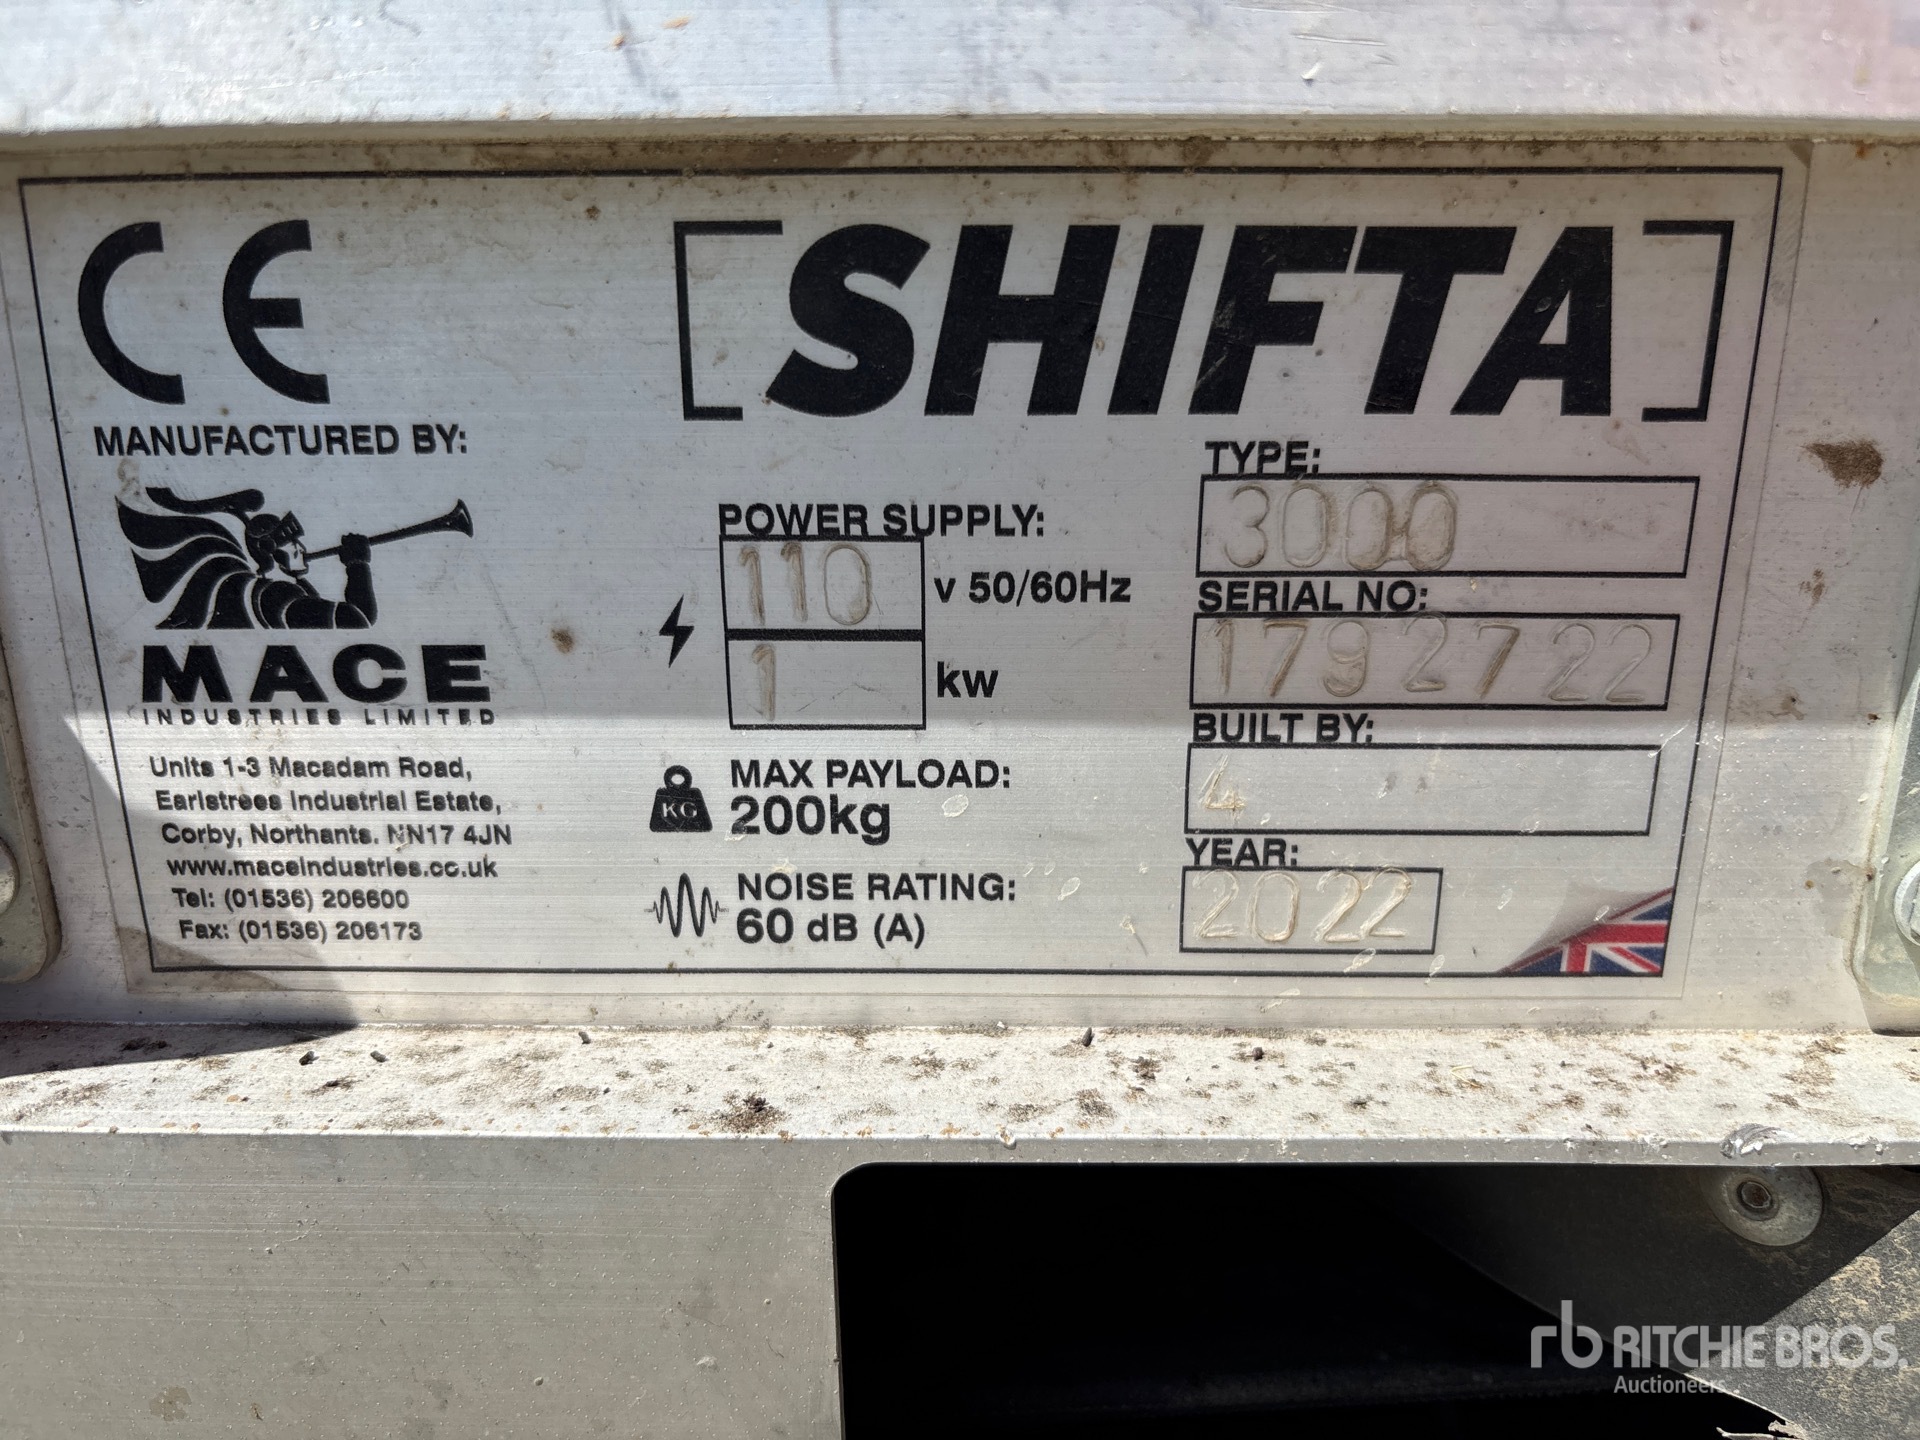 CE
[SHIFTA]
MANUFACTURED BY:
MACE
INDUSTRIES LIMITED
Units 1-3 Macadam Road,
Earlstrees Industrial Estate,
Corby, Northants. NN17 4JN
www.maceindustries.co.uk
Tel: (01536) 206600
Fax: (01536) 206173
POWER SUPPLY:
110 v 50/60Hz
1 kw
KG
MAX PAYLOAD:
200kg
NOISE RATING:
60 dB (A)
TYPE:
3000
SERIAL NO:
1792722
BUILT BY:
4
YEAR:
2022
rb RITCHIE BROS.
Auctioneers